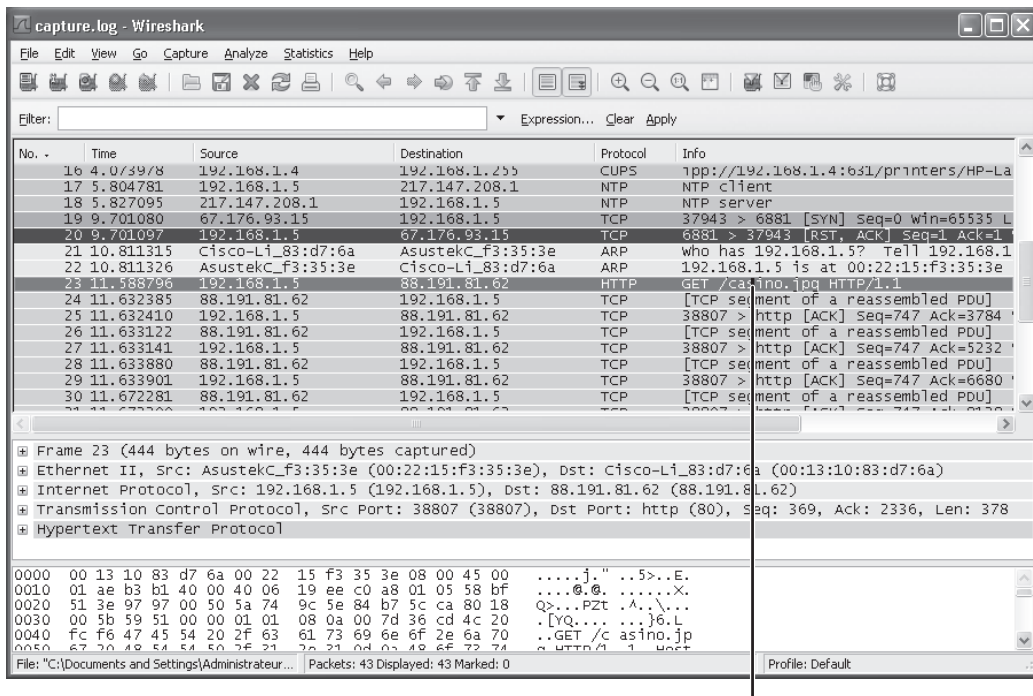 capture.log - Wireshark
File Edit View Go Capture Analyze Statistics Help
Filter: Expression... Clear Apply
No. - Time Source Destination Protocol Info
16 4.073978 192.168.1.4 192.168.1.255 CUPS ipp://192.168.1.4:631/printers/HP-La
17 5.804781 192.168.1.5 217.147.208.1 NTP NTP client
18 5.827095 217.147.208.1 192.168.1.5 NTP NTP server
19 9.701080 67.176.93.15 192.168.1.5 TCP 37943 > 6881 [SYN] Seq=0 Win=65535 L
20 9.701097 192.168.1.5 67.176.93.15 TCP 6881 > 37943 [RST, ACK] Seq=1 Ack=1
21 10.811315 Cisco-Li_83:d7:6a AsustekC_f3:35:3e ARP Who has 192.168.1.5? Tell 192.168.1
22 10.811326 AsustekC_f3:35:3e Cisco-Li_83:d7:6a ARP 192.168.1.5 is at 00:22:15:f3:35:3e
23 11.588796 192.168.1.5 88.191.81.62 HTTP GET /casino.jpg HTTP/1.1
24 11.632385 88.191.81.62 192.168.1.5 TCP [TCP segment of a reassembled PDU]
25 11.632410 192.168.1.5 88.191.81.62 TCP 38807 > http [ACK] Seq=747 Ack=3784
26 11.633122 88.191.81.62 192.168.1.5 TCP [TCP segment of a reassembled PDU]
27 11.633141 192.168.1.5 88.191.81.62 TCP 38807 > http [ACK] Seq=747 Ack=5232
28 11.633880 88.191.81.62 192.168.1.5 TCP [TCP segment of a reassembled PDU]
29 11.633901 192.168.1.5 88.191.81.62 TCP 38807 > http [ACK] Seq=747 Ack=6680
30 11.672281 88.191.81.62 192.168.1.5 TCP [TCP segment of a reassembled PDU]
Frame 23 (444 bytes on wire, 444 bytes captured)
Ethernet II, Src: AsustekC_f3:35:3e (00:22:15:f3:35:3e), Dst: Cisco-Li_83:d7:6a (00:13:10:83:d7:6a)
Internet Protocol, Src: 192.168.1.5 (192.168.1.5), Dst: 88.191.81.62 (88.191.81.62)
Transmission Control Protocol, Src Port: 38807 (38807), Dst Port: http (80), Seq: 369, Ack: 2336, Len: 378
Hypertext Transfer Protocol
0000 00 13 10 83 d7 6a 00 22 15 f3 35 3e 08 00 45 00 .....j." ..5>..E.
0010 01 ae b3 b1 40 00 40 06 19 ee c0 a8 01 05 58 bf ....@.@. ......X.
0020 51 3e 97 97 00 50 5a 74 9c 5e 84 b7 5c ca 80 18 Q>...PZt .^..\...
0030 00 5b 59 51 00 00 01 01 08 0a 00 7d 36 cd 4c 20 .[YQ.... ...}6.L
0040 fc f6 47 45 54 20 2f 63 61 73 69 6e 6f 2e 6a 70 ..GET /c asino.jp
0050 67 20 48 54 54 50 2f 31 2e 31 0d 0a 48 6f 73 74 g HTTP/1 .1..Host
File: "C:\Documents and Settings\Administrateur... Packets: 43 Displayed: 43 Marked: 0 Profile: Default